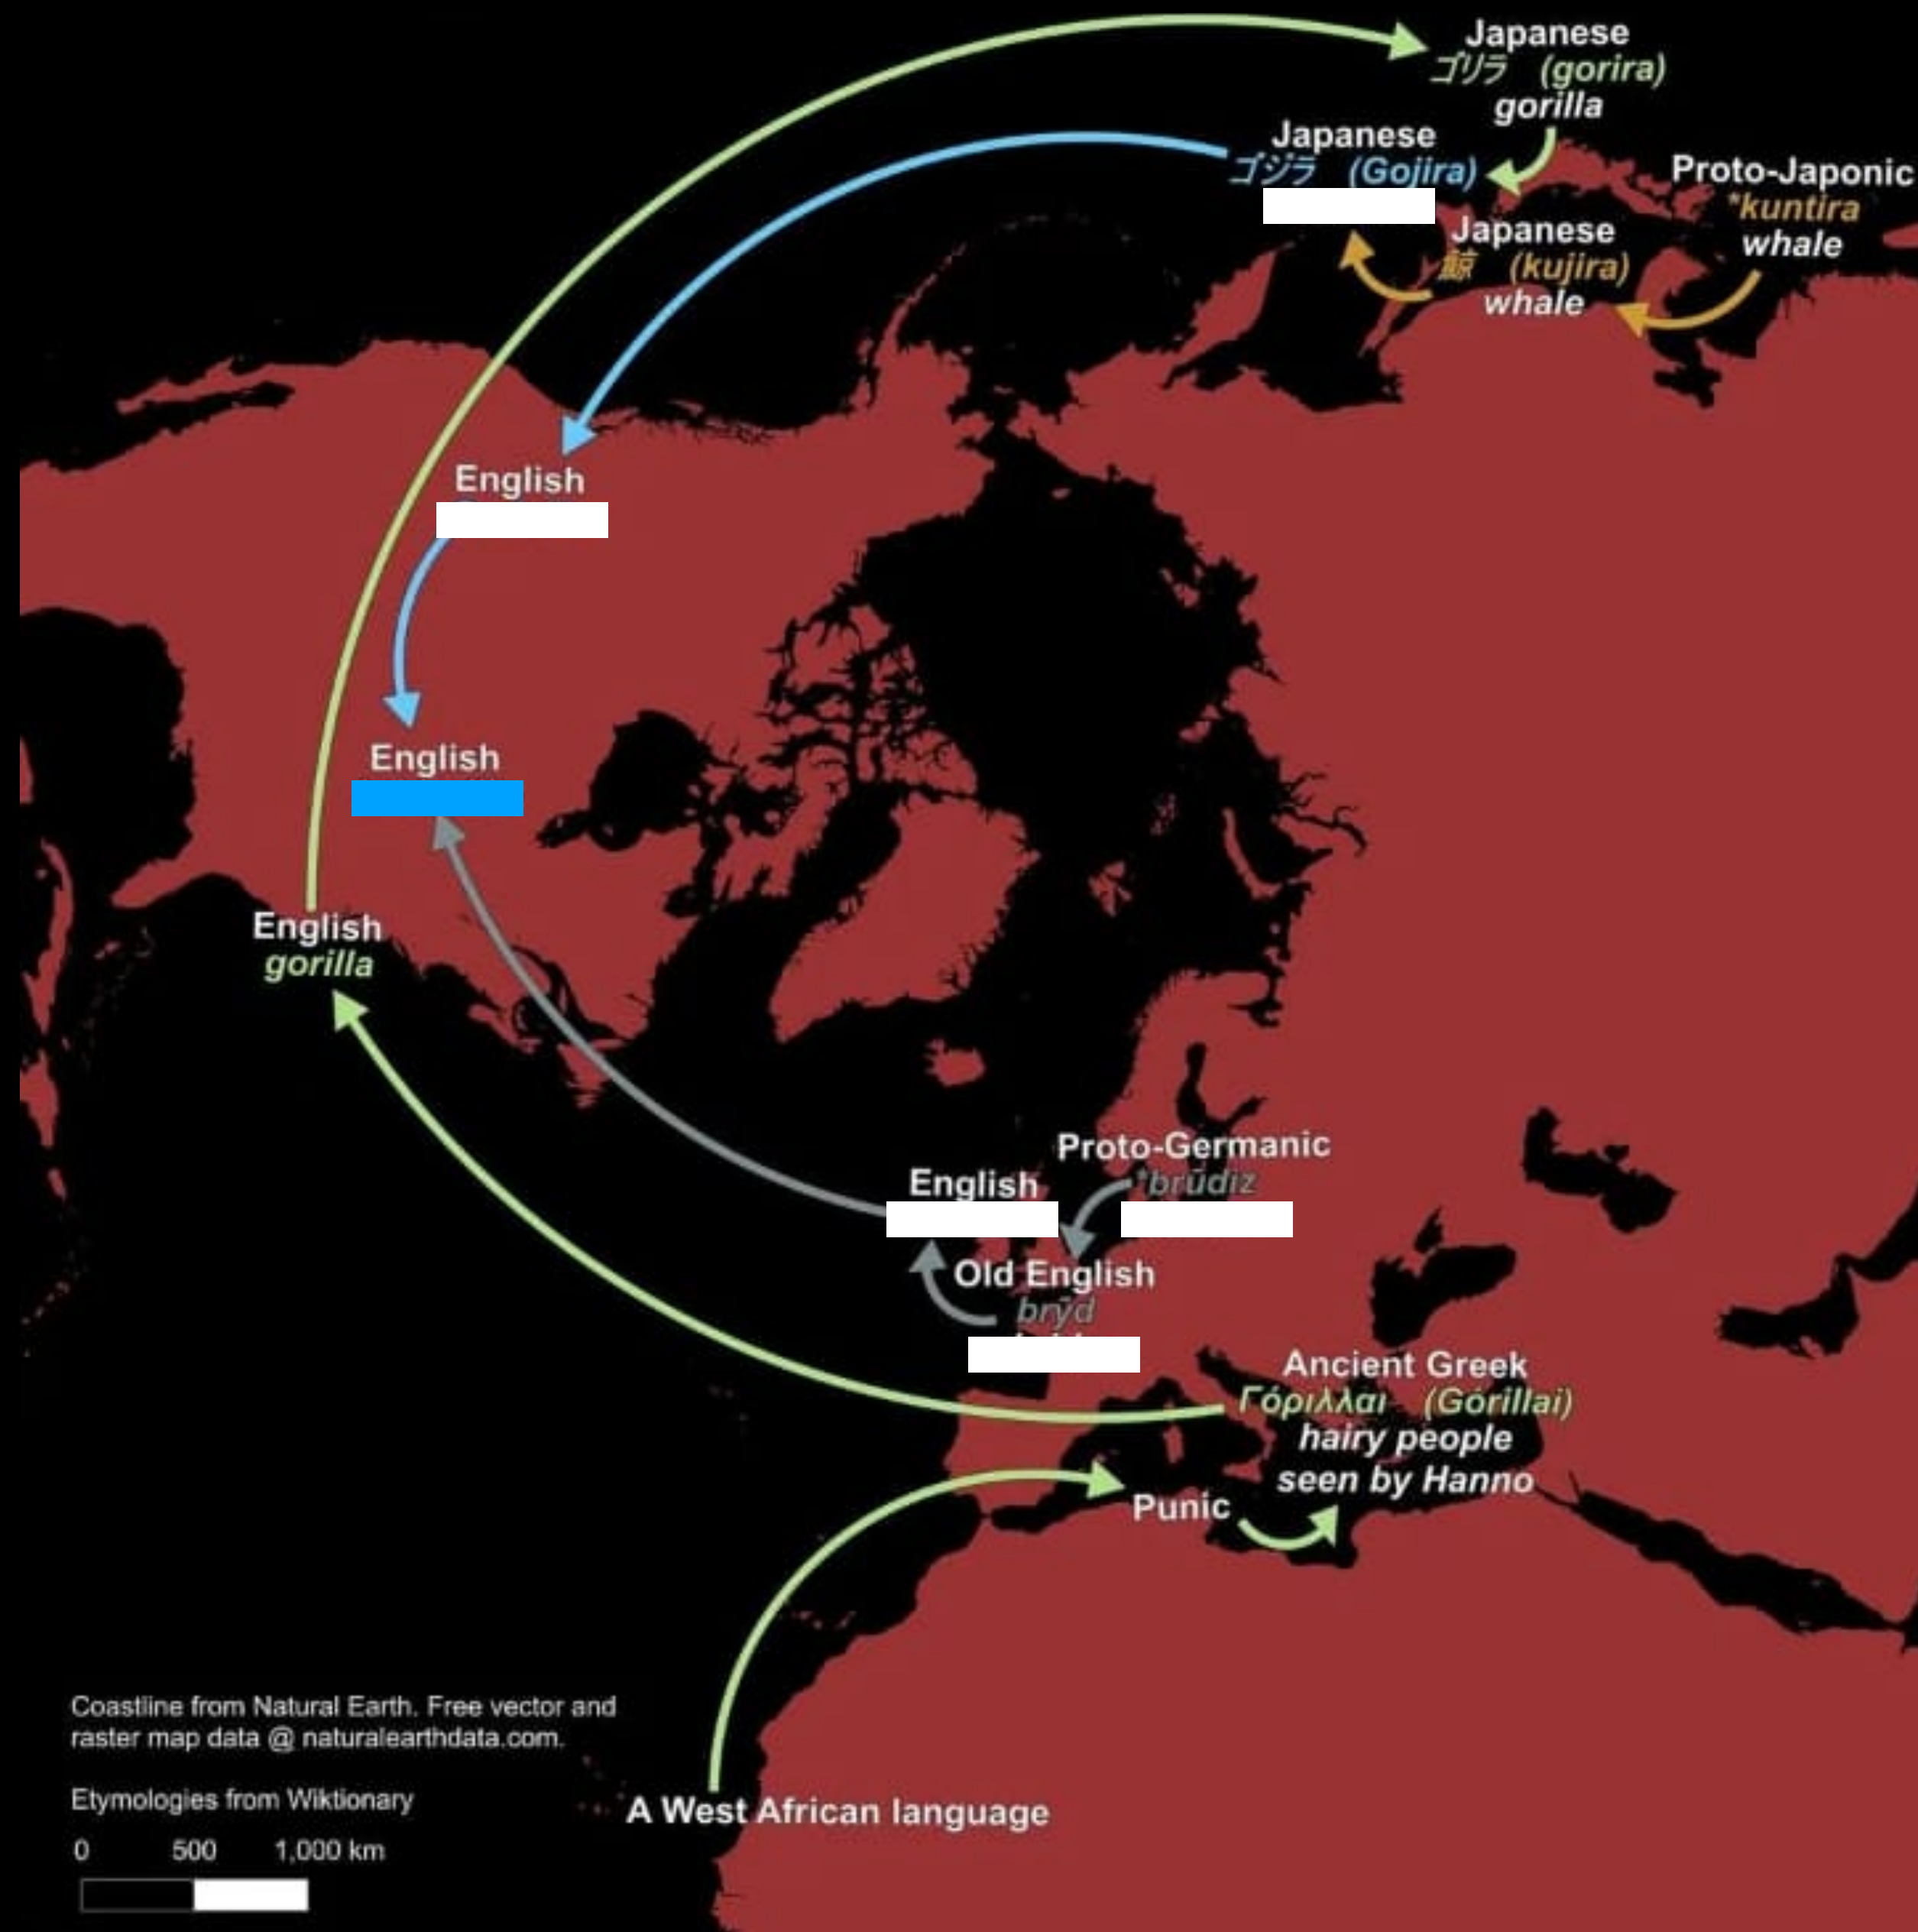 Japanese
ゴリラ (gorira)
gorilla
Japanese
ゴジラ (Gojira)
Proto-Japonic
*kuntira
whale
Japanese
鯨 (kujira)
whale
English
English
English
gorilla
Proto-Germanic
*brūdiz
English
Old English
brȳd
Ancient Greek
Γόριλλαι (Górillai)
hairy people
seen by Hanno
Punic
Coastline from Natural Earth. Free vector and
raster map data @ naturalearthdata.com.
Etymologies from Wiktionary
0 500 1,000 km
A West African language